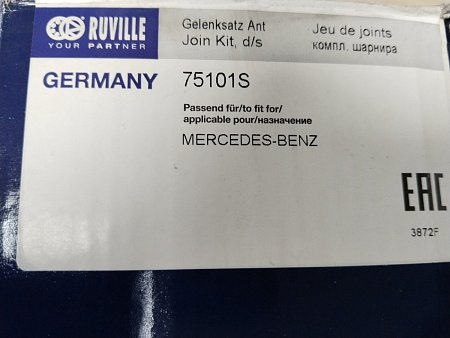 RUVILLE
YOUR PARTNER
Gelenksatz Ant
Join Kit, d/s
Jeu de joints
компл. шарнира
GERMANY
75101S
Passend für/to fit for/
applicable pour/назначение
MERCEDES-BENZ
EAC
3872F